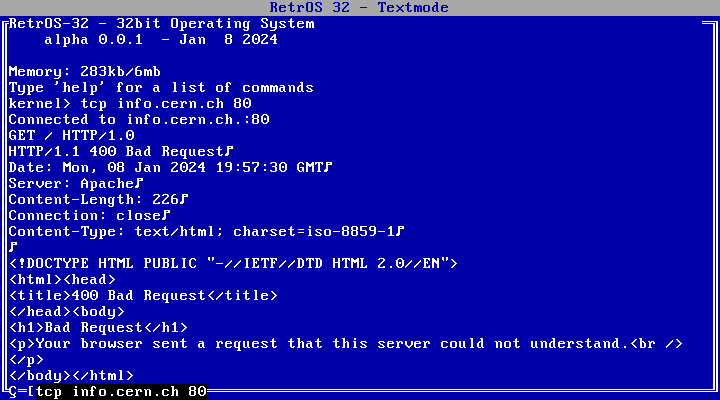 RetrOS 32 - Textmode
RetrOS-32 - 32bit Operating System
alpha 0.0.1  - Jan  8 2024
Memory: 283kb/6mb
Type 'help' for a list of commands
kernel> tcp info.cern.ch 80
Connected to info.cern.ch.:80
GET / HTTP/1.0
HTTP/1.1 400 Bad Request♪
Date: Mon, 08 Jan 2024 19:57:30 GMT♪
Server: Apache♪
Content-Length: 226♪
Connection: close♪
Content-Type: text/html; charset=iso-8859-1♪
♪
<!DOCTYPE HTML PUBLIC "-//IETF//DTD HTML 2.0//EN">
<html><head>
<title>400 Bad Request</title>
</head><body>
<h1>Bad Request</h1>
<p>Your browser sent a request that this server could not understand.<br />
</p>
</body></html>
Ç=[tcp info.cern.ch 80